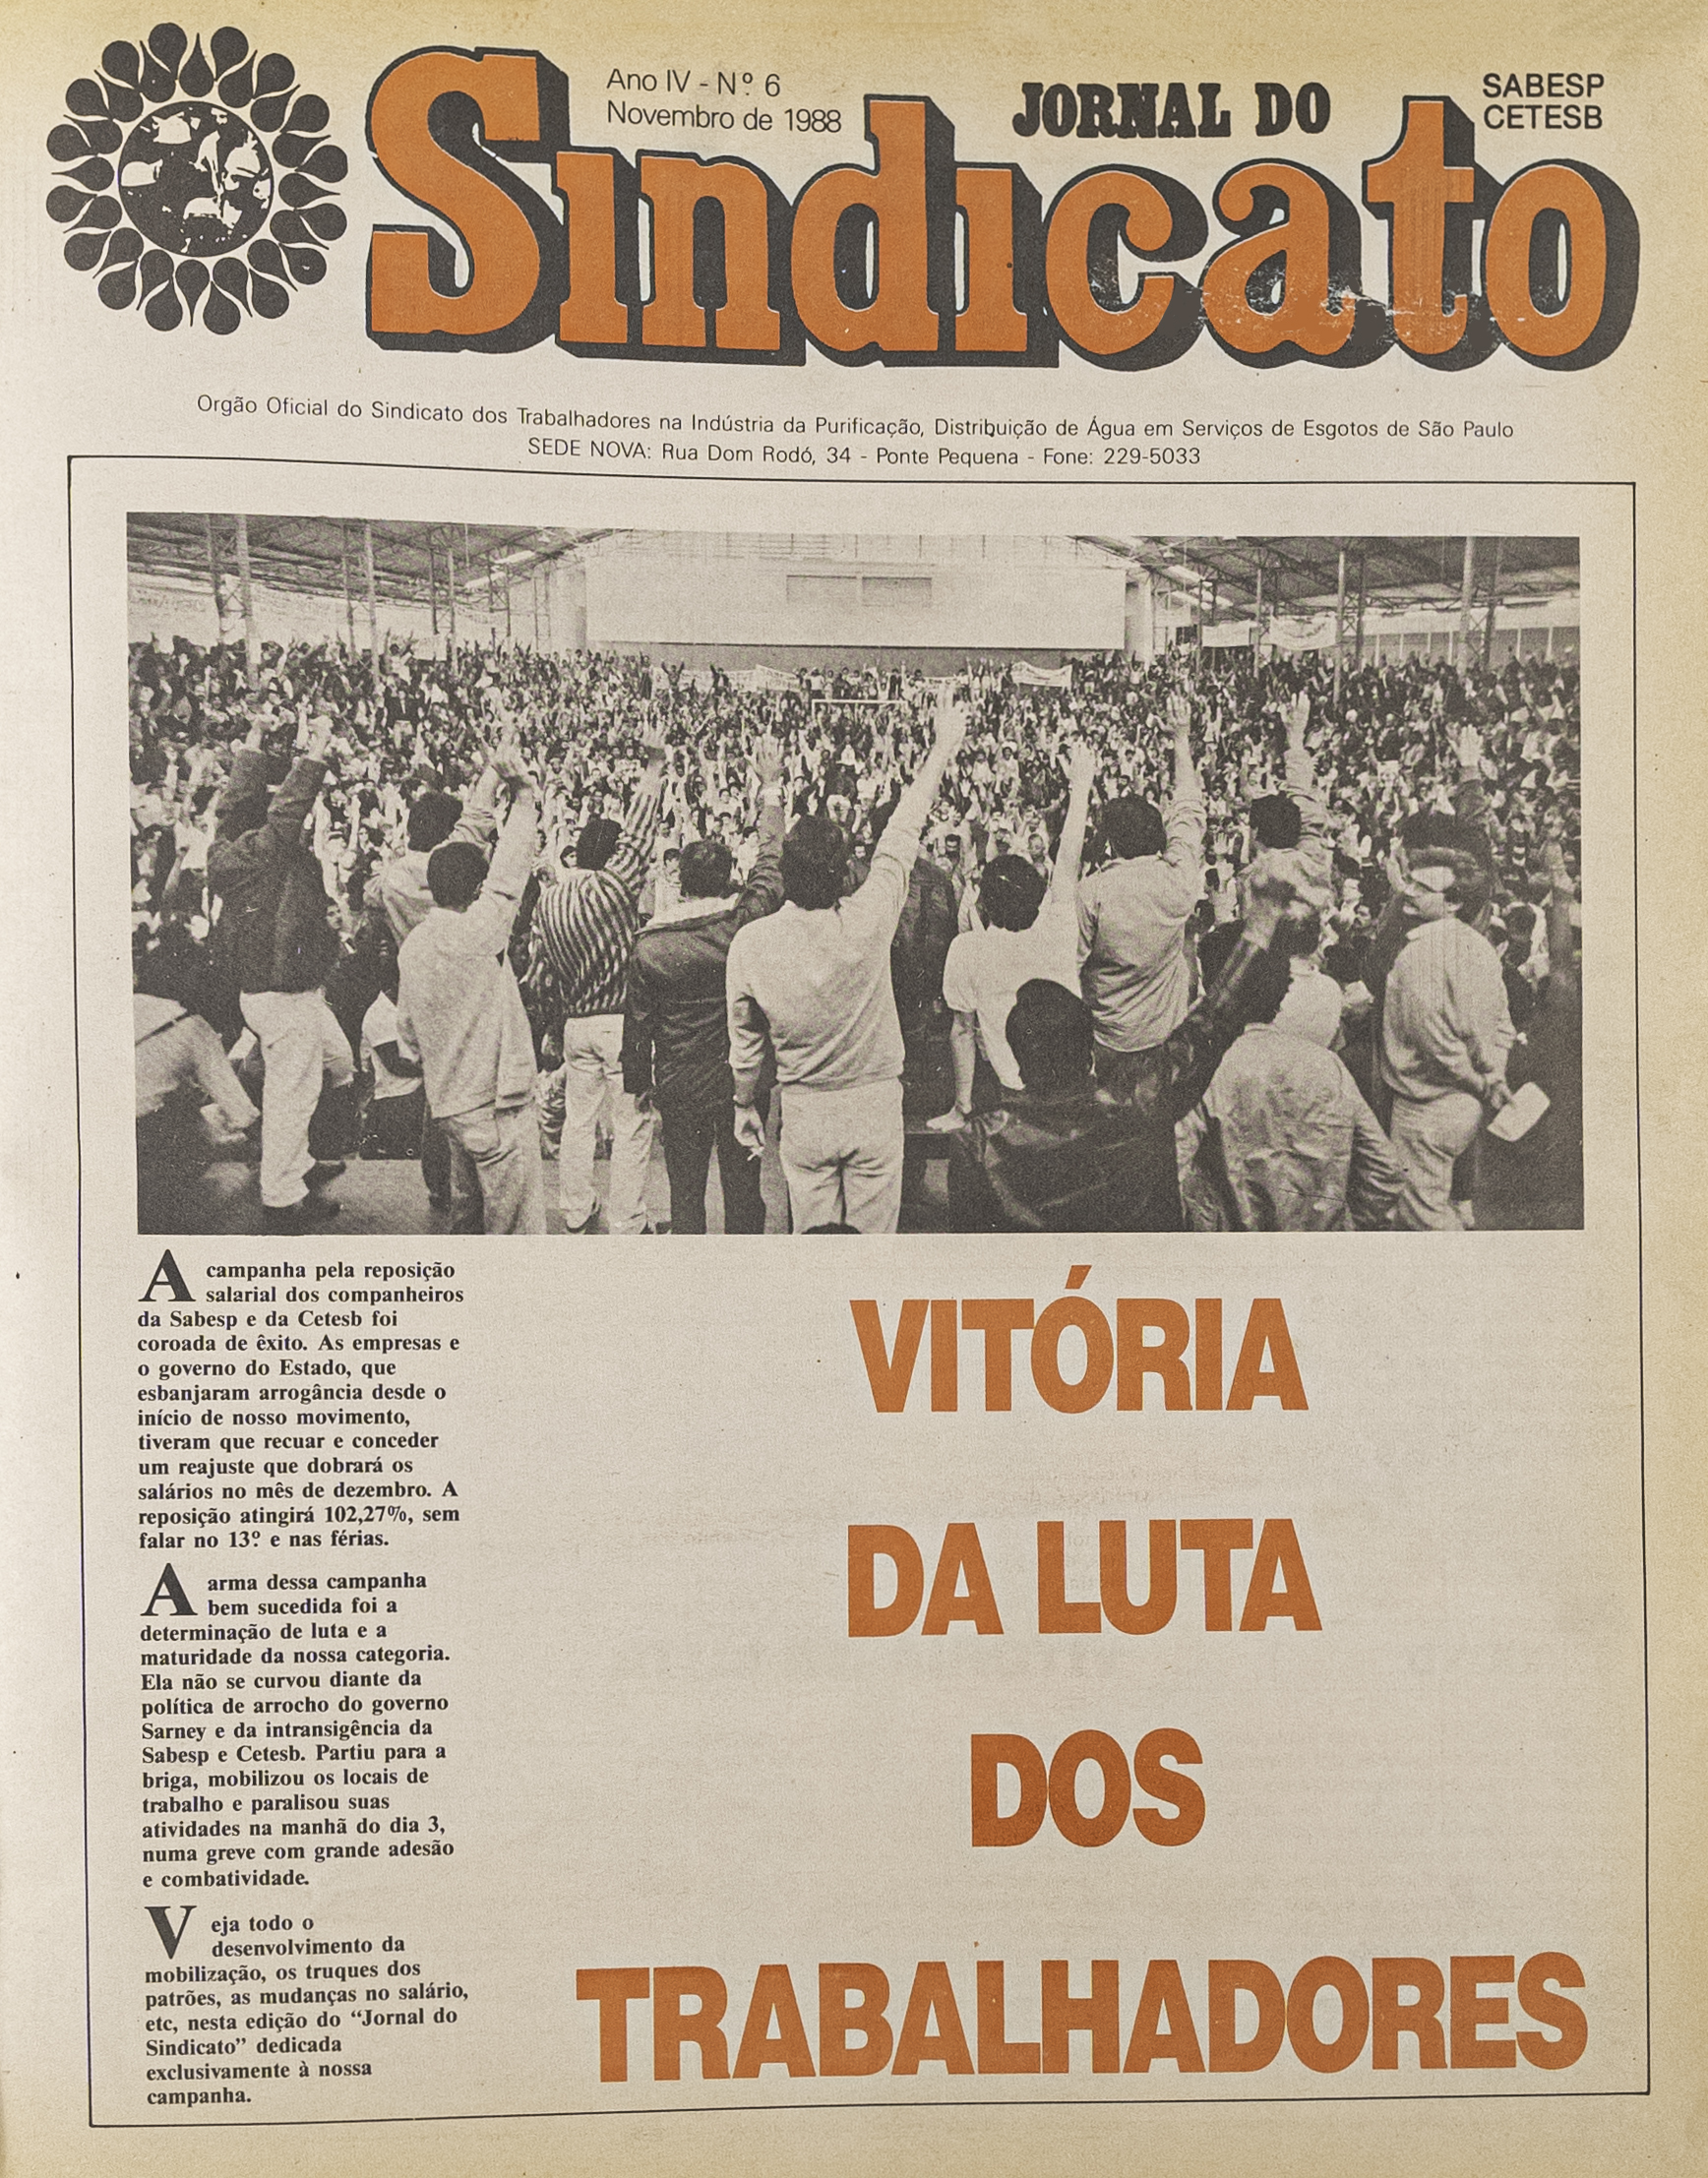 Ano IV - Nº 6
Novembro de 1988
JORNAL DO
SABESP
CETESB
Sindicato
Orgão Oficial do Sindicato dos Trabalhadores na Indústria da Purificação, Distribuição de Água em Serviços de Esgotos de São Paulo
SEDE NOVA: Rua Dom Rodó, 34 - Ponte Pequena - Fone: 229-5033
A campanha pela reposição
salarial dos companheiros
da Sabesp e da Cetesb foi
coroada de êxito. As empresas e
o governo do Estado, que
esbanjaram arrogância desde o
início de nosso movimento,
tiveram que recuar e conceder
um reajuste que dobrará os
salários no mês de dezembro. A
reposição atingirá 102,27%, sem
falar no 13º e nas férias.
A arma dessa campanha
bem sucedida foi a
determinação de luta e a
maturidade da nossa categoria.
Ela não se curvou diante da
política de arrocho do governo
Sarney e da intransigência da
Sabesp e Cetesb. Partiu para a
briga, mobilizou os locais de
trabalho e paralisou suas
atividades na manhã do dia 3,
numa greve com grande adesão
e combatividade.
Veja todo o
desenvolvimento da
mobilização, os truques dos
patrões, as mudanças no salário,
etc, nesta edição do “Jornal do
Sindicato” dedicada
exclusivamente à nossa
campanha.
VITÓRIA
DA LUTA
DOS
TRABALHADORES